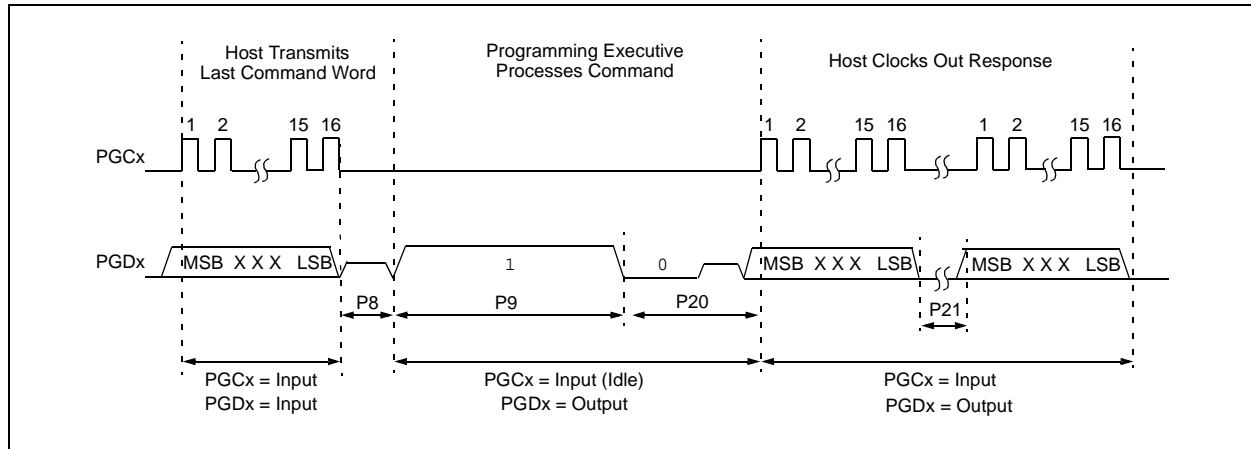 Host Transmits
Last Command Word
Programming Executive
Processes Command
Host Clocks Out Response
1 2 15 16 1 2 15 16 1 2 15 16
PGCx
PGDx
MSB X X X LSB 1 0 MSB X X X LSB MSB X X X LSB
P8 P9 P20 P21
PGCx = Input
PGDx = Input
PGCx = Input (Idle)
PGDx = Output
PGCx = Input
PGDx = Output